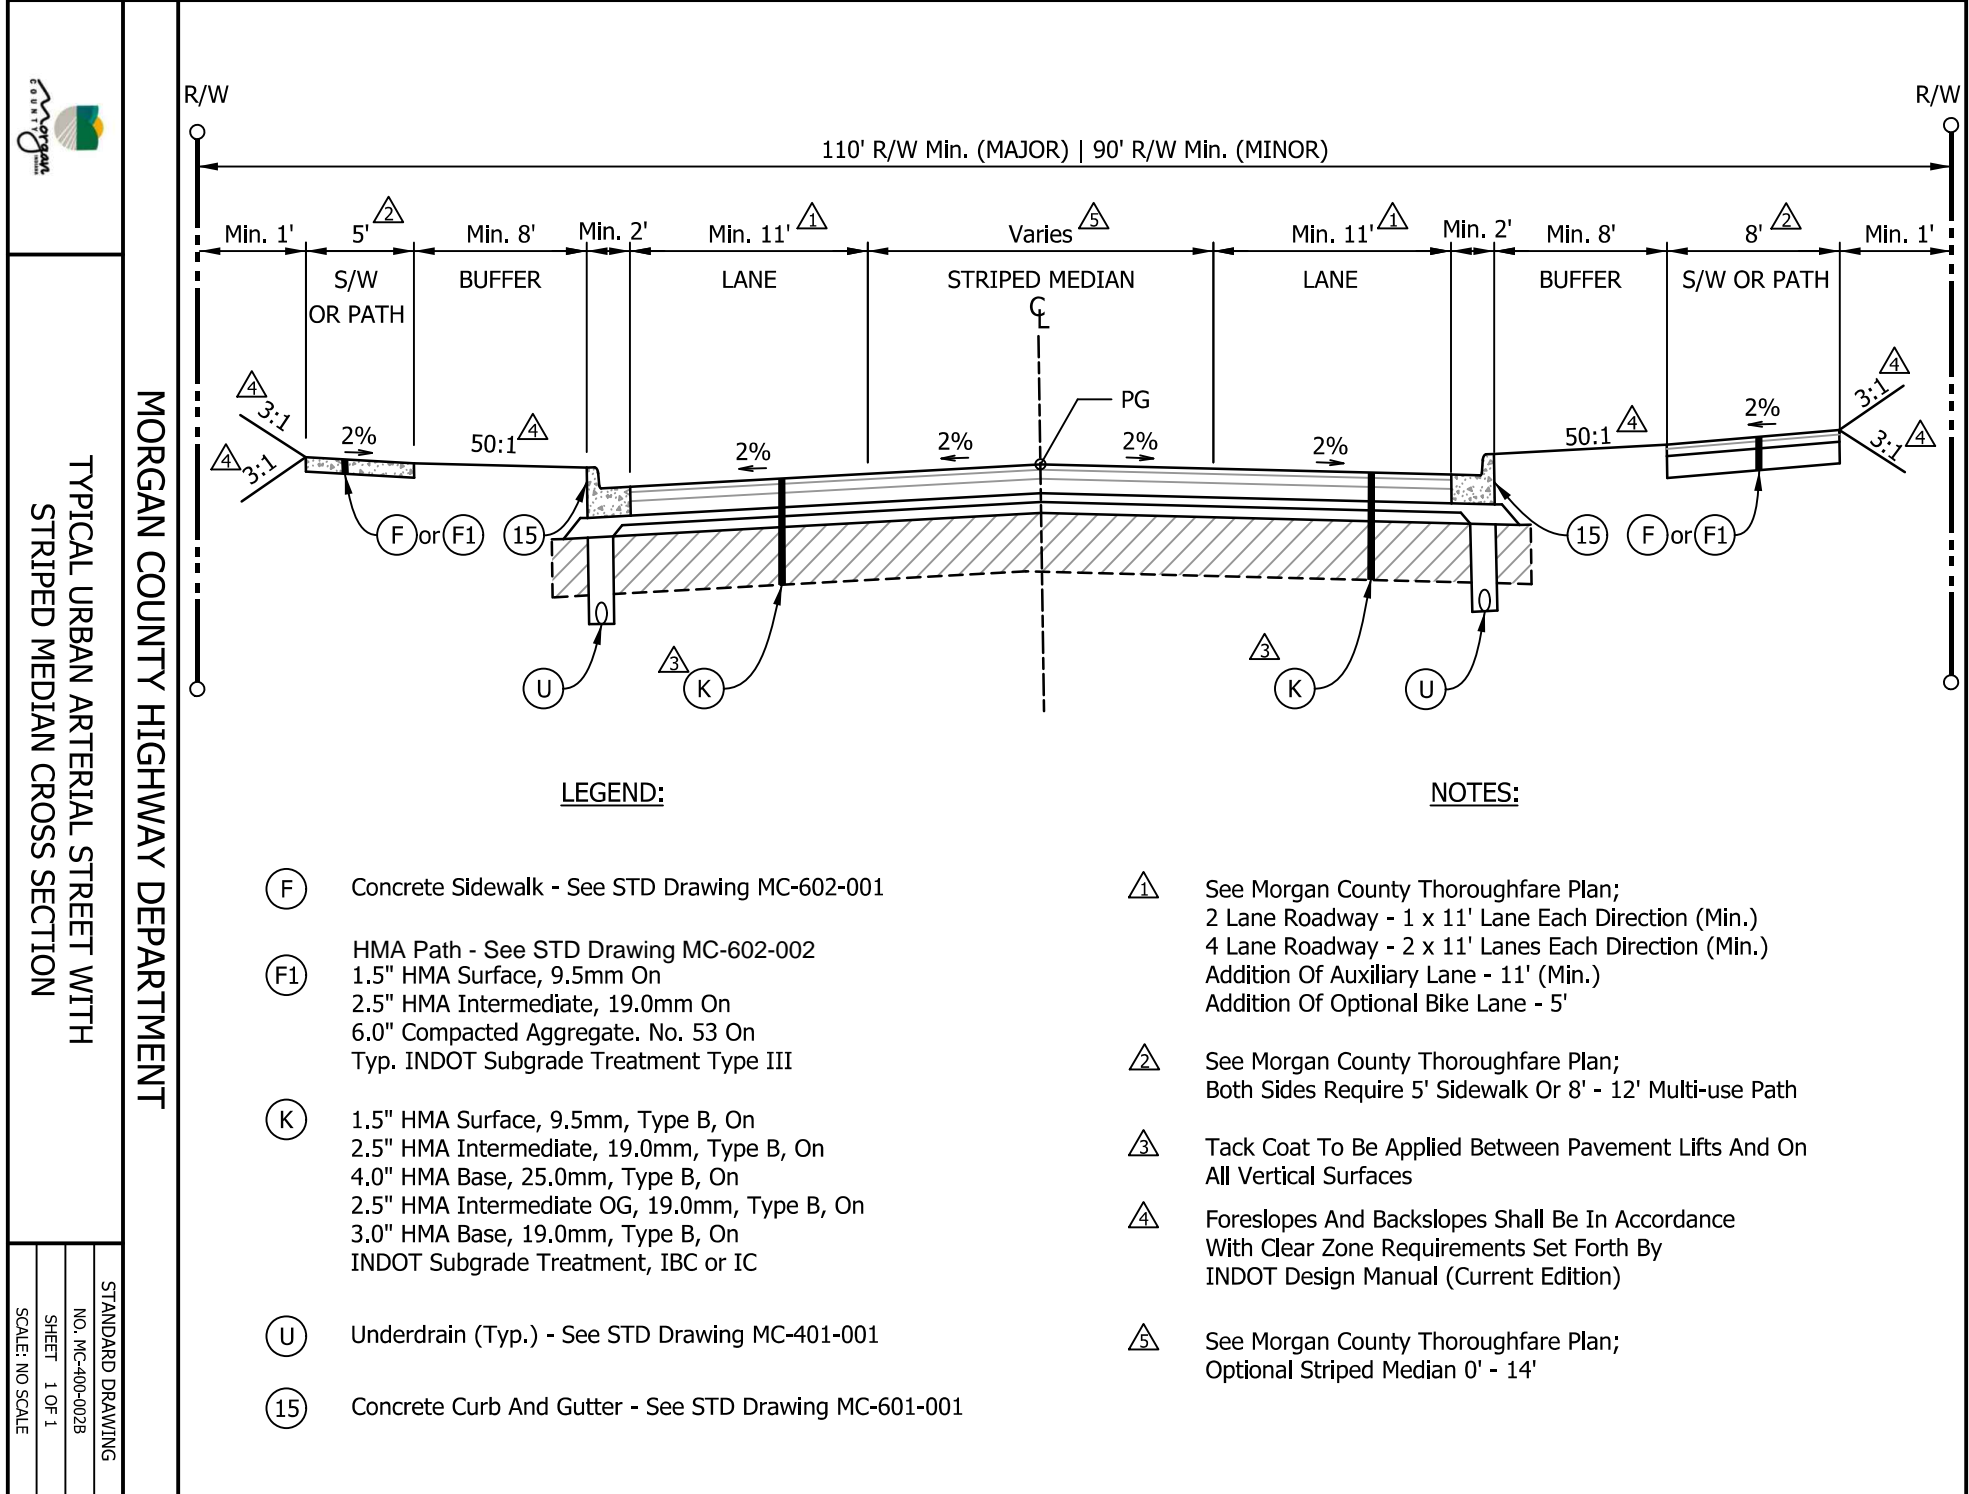 R/W
R/W
110' R/W Min. (MAJOR) | 90' R/W Min. (MINOR)
Min. 1'
5' 2
Min. 8'
Min. 2'
Min. 11' 1
Varies 5
Min. 11' 1
Min. 2'
Min. 8'
8' 2
Min. 1'
S/W
OR PATH
BUFFER
LANE
STRIPED MEDIAN
LANE
BUFFER
S/W OR PATH
CL
PG
4
3:1
4
3:1
2%
50:1 4
2%
2%
2%
2%
50:1 4
2%
4
3:1
3:1
4
F or F1
15
15
F or F1
U
3
K
3
K
U
LEGEND:
F Concrete Sidewalk - See STD Drawing MC-602-001
HMA Path - See STD Drawing MC-602-002
F1 1.5" HMA Surface, 9.5mm On
2.5" HMA Intermediate, 19.0mm On
6.0" Compacted Aggregate. No. 53 On
Typ. INDOT Subgrade Treatment Type III
K 1.5" HMA Surface, 9.5mm, Type B, On
2.5" HMA Intermediate, 19.0mm, Type B, On
4.0" HMA Base, 25.0mm, Type B, On
2.5" HMA Intermediate OG, 19.0mm, Type B, On
3.0" HMA Base, 19.0mm, Type B, On
INDOT Subgrade Treatment, IBC or IC
U Underdrain (Typ.) - See STD Drawing MC-401-001
15 Concrete Curb And Gutter - See STD Drawing MC-601-001
NOTES:
1 See Morgan County Thoroughfare Plan;
2 Lane Roadway - 1 x 11' Lane Each Direction (Min.)
4 Lane Roadway - 2 x 11' Lanes Each Direction (Min.)
Addition Of Auxiliary Lane - 11' (Min.)
Addition Of Optional Bike Lane - 5'
2 See Morgan County Thoroughfare Plan;
Both Sides Require 5' Sidewalk Or 8' - 12' Multi-use Path
3 Tack Coat To Be Applied Between Pavement Lifts And On
All Vertical Surfaces
4 Foreslopes And Backslopes Shall Be In Accordance
With Clear Zone Requirements Set Forth By
INDOT Design Manual (Current Edition)
5 See Morgan County Thoroughfare Plan;
Optional Striped Median 0' - 14'
Morgan
COUNTY
MORGAN COUNTY HIGHWAY DEPARTMENT
TYPICAL URBAN ARTERIAL STREET WITH
STRIPED MEDIAN CROSS SECTION
STANDARD DRAWING
NO. MC-400-002B
SHEET 1 OF 1
SCALE: NO SCALE